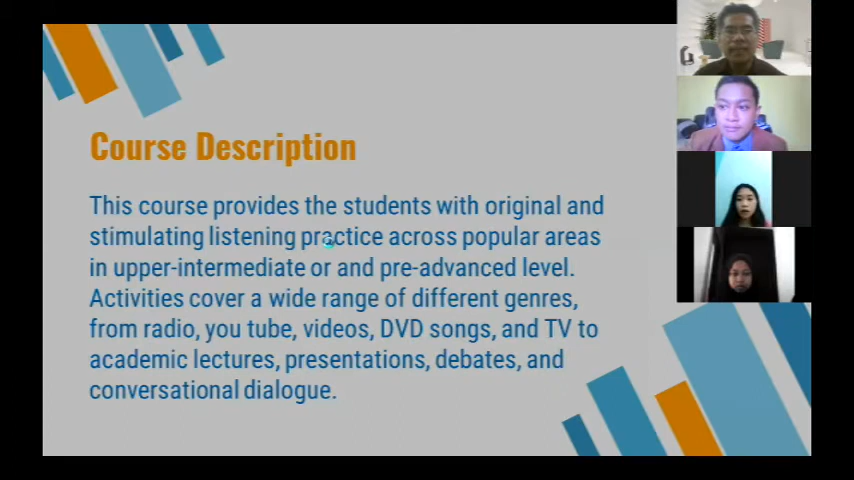 Course Description
This course provides the students with original and
stimulating listening practice across popular areas
in upper-intermediate or and pre-advanced level.
Activities cover a wide range of different genres,
from radio, you tube, videos, DVD songs, and TV to
academic lectures, presentations, debates, and
conversational dialogue.